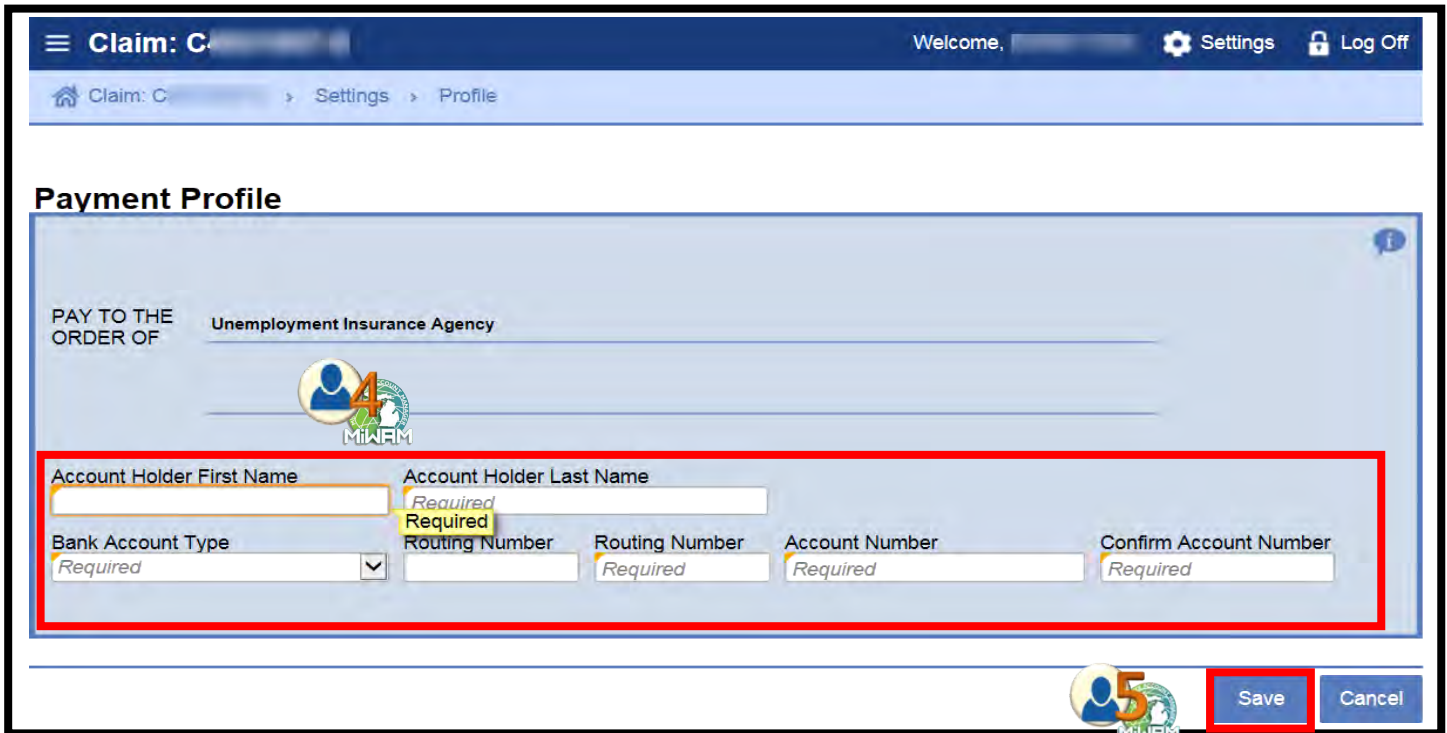 Claim: C
Welcome,
Settings
Log Off
Claim: C
› Settings › Profile
Payment Profile
PAY TO THE
ORDER OF
Unemployment Insurance Agency
4
MiWAM
Account Holder First Name
Account Holder Last Name
Required
Required
Bank Account Type
Routing Number
Routing Number
Account Number
Confirm Account Number
Required
Required
Required
Required
5
MiWAM
Save
Cancel